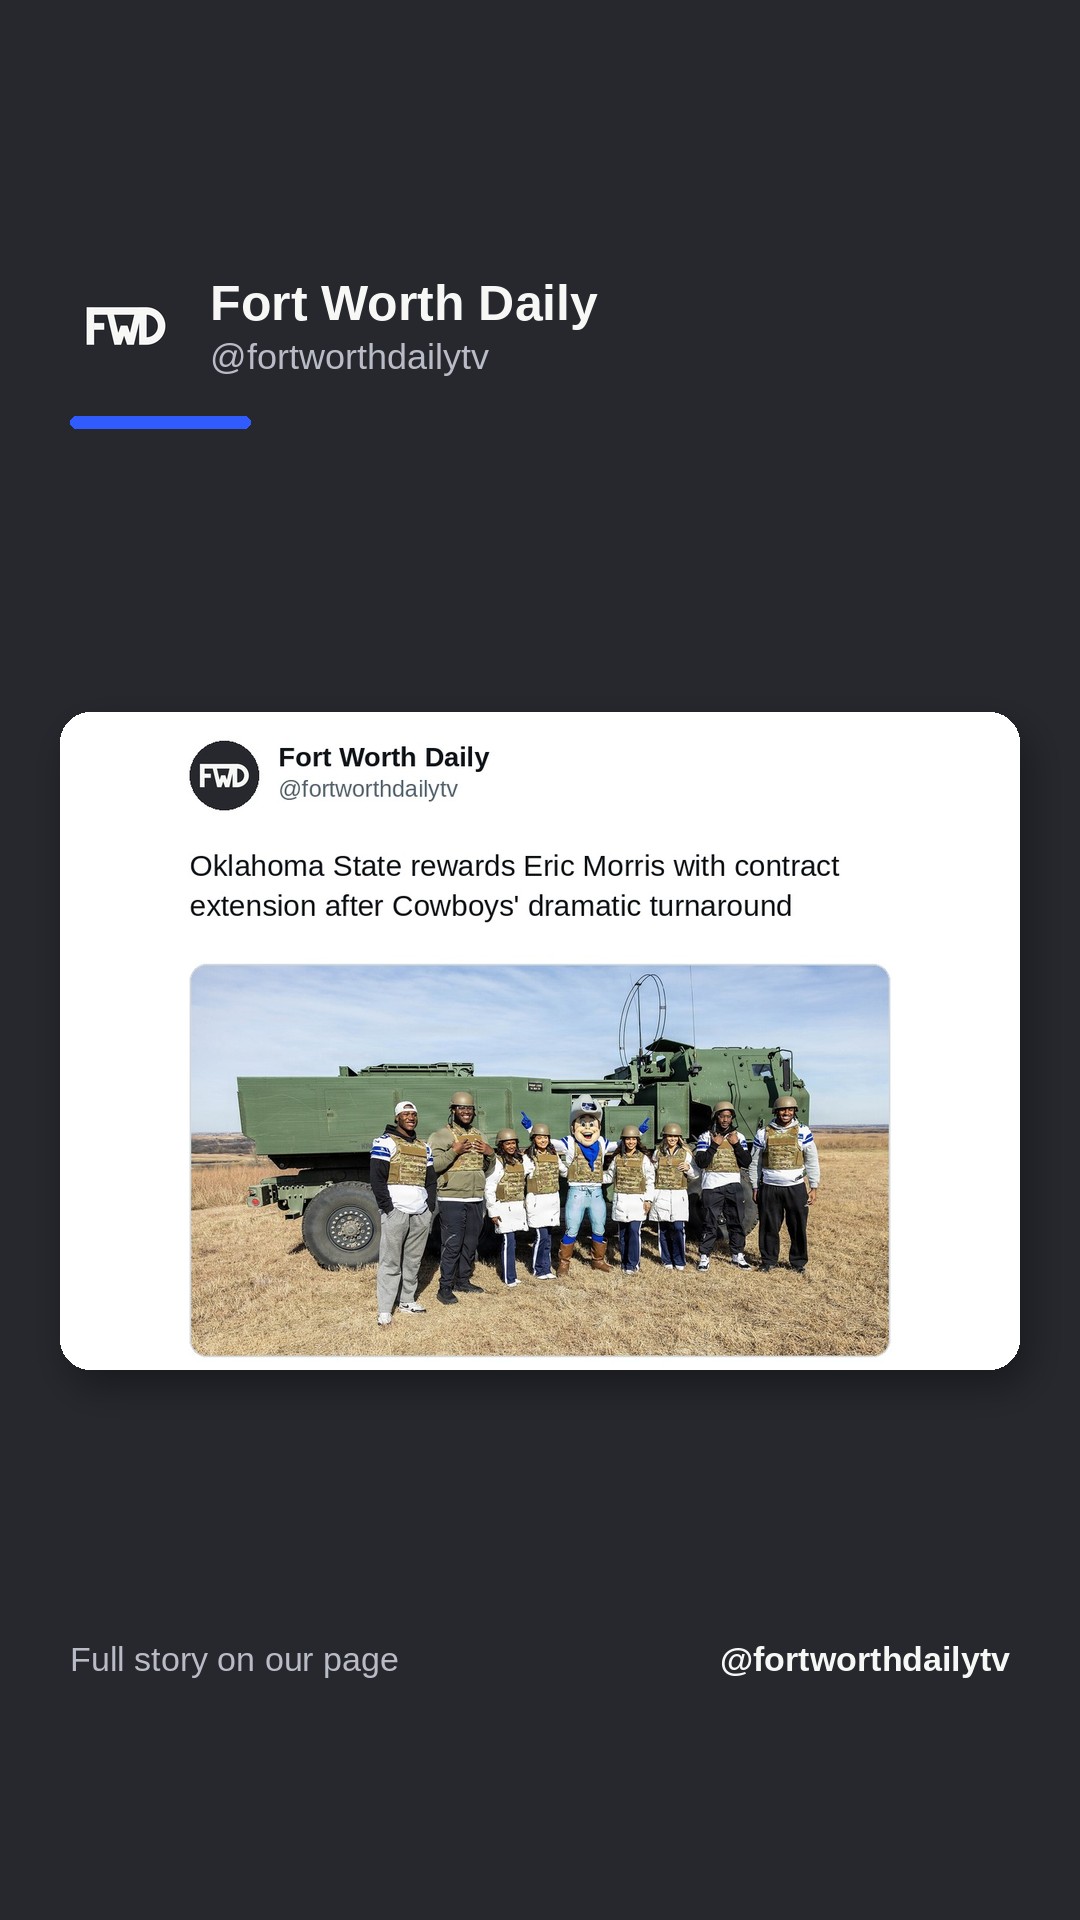 FWD
Fort Worth Daily
@fortworthdailytv
FWD
Fort Worth Daily
@fortworthdailytv
Oklahoma State rewards Eric Morris with contract
extension after Cowboys' dramatic turnaround
Full story on our page
@fortworthdailytv